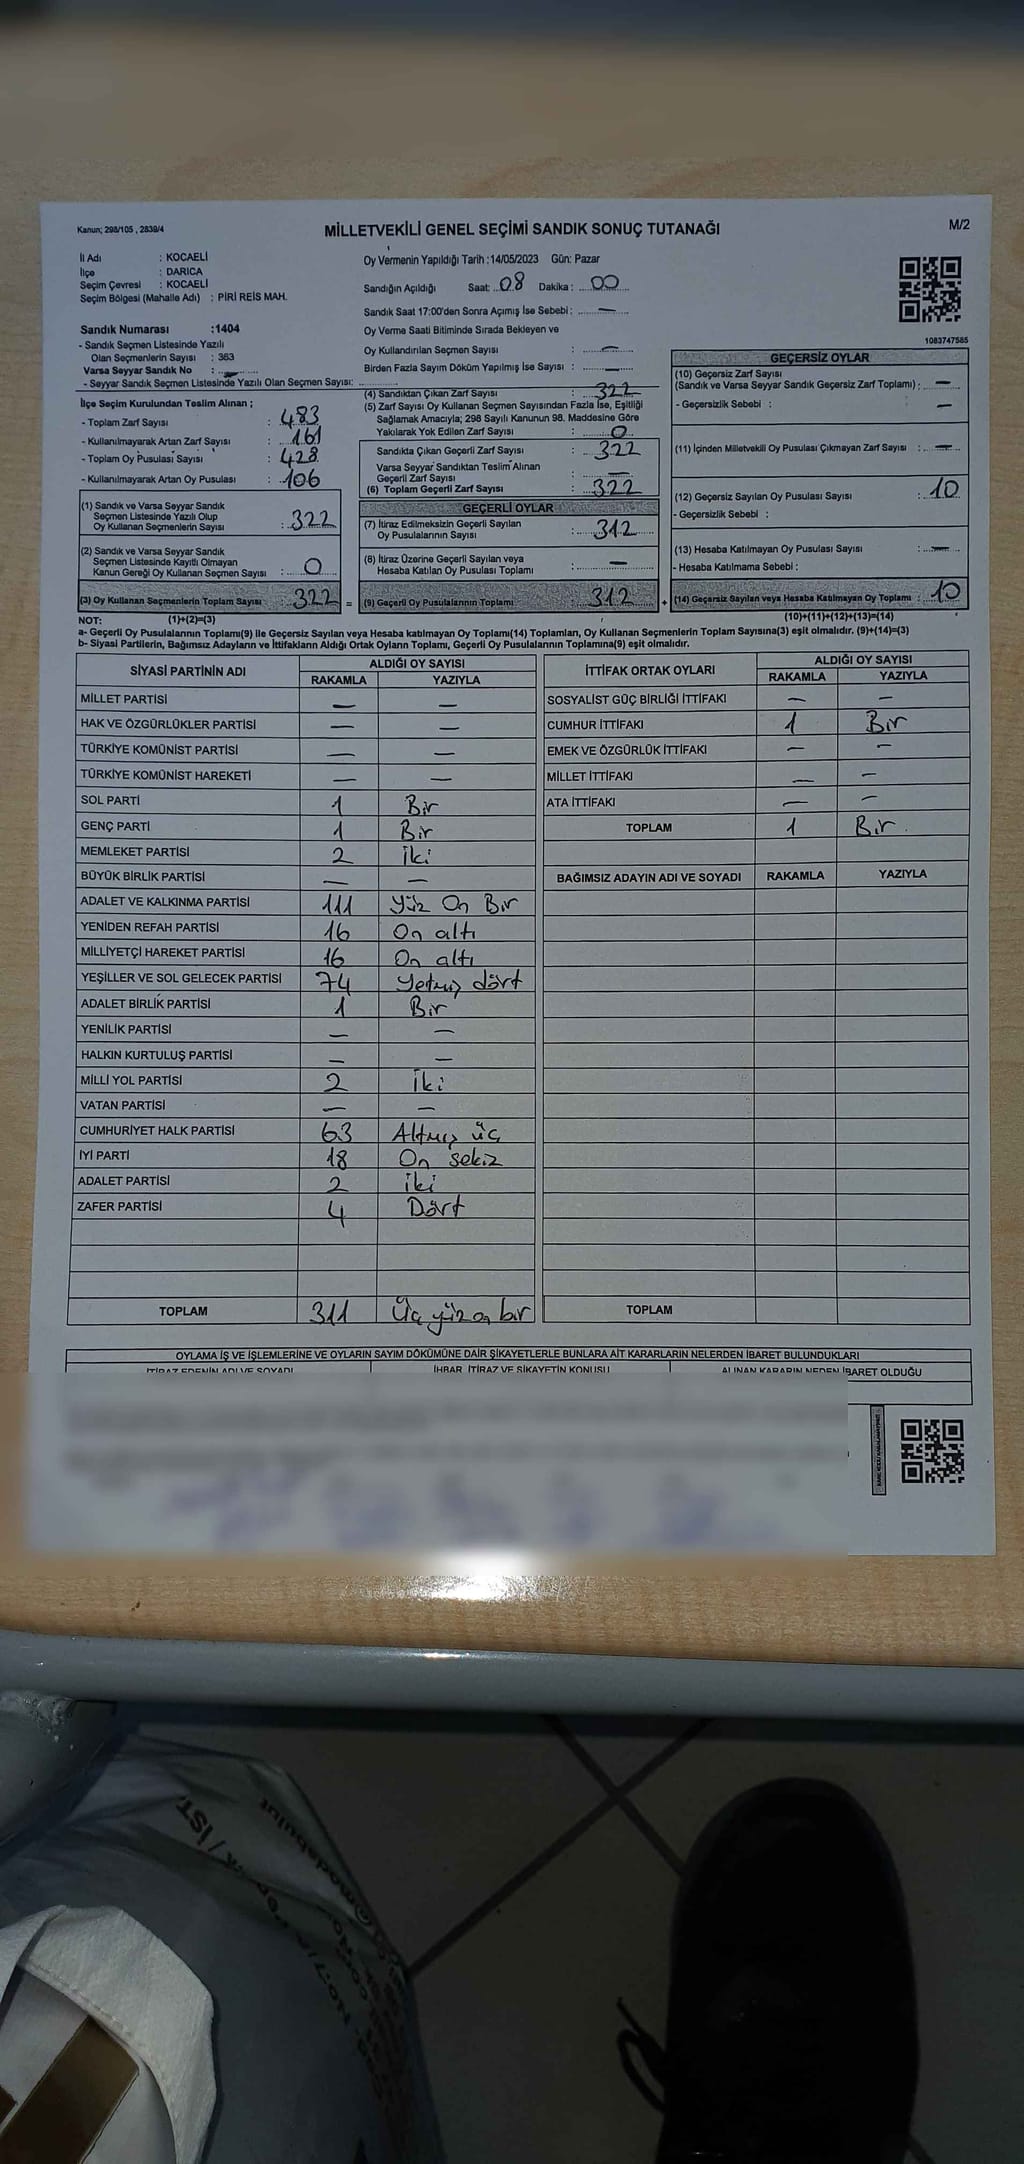 Kanun; 298/105 , 2839/4
MİLLETVEKİLİ GENEL SEÇİMİ SANDIK SONUÇ TUTANAĞI
M/2
İl Adı : KOCAELİ
İlçe : DARICA
Seçim Çevresi : KOCAELİ
Seçim Bölgesi (Mahalle Adı) : PİRİ REİS MAH.
Sandık Numarası :1404
- Sandık Seçmen Listesinde Yazılı
Olan Seçmenlerin Sayısı : 363
Varsa Seyyar Sandık No : -
- Seyyar Sandık Seçmen Listesinde Yazılı Olan Seçmen Sayısı:
İlçe Seçim Kurulundan Teslim Alınan ;
- Toplam Zarf Sayısı : 483
- Kullanılmayarak Artan Zarf Sayısı : 161
- Toplam Oy Pusulası Sayısı : 428
- Kullanılmayarak Artan Oy Pusulası : 106
(1) Sandık ve Varsa Seyyar Sandık
Seçmen Listesinde Yazılı Olup
Oy Kullanan Seçmenlerin Sayısı : 322
(2) Sandık ve Varsa Seyyar Sandık
Seçmen Listesinde Kayıtlı Olmayan
Kanun Gereği Oy Kullanan Seçmen Sayısı : 0
(3) Oy Kullanan Seçmenlerin Toplam Sayısı 322 =
Oy Vermenin Yapıldığı Tarih :14/05/2023 Gün: Pazar
Sandığın Açıldığı Saat: 08 Dakika : 00
Sandık Saat 17:00'den Sonra Açımış İse Sebebi : -
Oy Verme Saati Bitiminde Sırada Bekleyen ve
Oy Kullandırılan Seçmen Sayısı : -
Birden Fazla Sayım Döküm Yapılmış İse Sayısı : -
(4) Sandıktan Çıkan Zarf Sayısı : 322
(5) Zarf Sayısı Oy Kullanan Seçmen Sayısından Fazla İse, Eşitliği
Sağlamak Amacıyla; 298 Sayılı Kanunun 98. Maddesine Göre
Yakılarak Yok Edilen Zarf Sayısı : 0
Sandıkta Çıkan Geçerli Zarf Sayısı : 322
Varsa Seyyar Sandıktan Teslim Alınan
Geçerli Zarf Sayısı : -
(6) Toplam Geçerli Zarf Sayısı : 322
GEÇERLİ OYLAR
(7) İtiraz Edilmeksizin Geçerli Sayılan
Oy Pusulalarının Sayısı : 312
(8) İtiraz Üzerine Geçerli Sayılan veya
Hesaba Katılan Oy Pusulası Toplamı : -
(9) Geçerli Oy Pusulalarının Toplamı : 312 +
1083747585
GEÇERSİZ OYLAR
(10) Geçersiz Zarf Sayısı
(Sandık ve Varsa Seyyar Sandık Geçersiz Zarf Toplamı) : -
- Geçersizlik Sebebi : -
(11) İçinden Milletvekili Oy Pusulası Çıkmayan Zarf Sayısı : -
(12) Geçersiz Sayılan Oy Pusulası Sayısı : 10
- Geçersizlik Sebebi :
(13) Hesaba Katılmayan Oy Pusulası Sayısı : -
- Hesaba Katılmama Sebebi :
(14) Geçersiz Sayılan veya Hesaba Katılmayan Oy Toplamı : 10
NOT: (1)+(2)=(3) (10)+(11)+(12)+(13)=(14)
a- Geçerli Oy Pusulalarının Toplamı(9) ile Geçersiz Sayılan veya Hesaba katılmayan Oy Toplamı(14) Toplamları, Oy Kullanan Seçmenlerin Toplam Sayısına(3) eşit olmalıdır. (9)+(14)=(3)
b- Siyasi Partilerin, Bağımsız Adayların ve İttifakların Aldığı Ortak Oyların Toplamı, Geçerli Oy Pusulalarının Toplamına(9) eşit olmalıdır.
SİYASİ PARTİNİN ADI ALDIĞI OY SAYISI
RAKAMLA YAZIYLA
MİLLET PARTİSİ - -
HAK VE ÖZGÜRLÜKLER PARTİSİ - -
TÜRKİYE KOMÜNİST PARTİSİ - -
TÜRKİYE KOMÜNİST HAREKETİ - -
SOL PARTİ 1 Bir
GENÇ PARTİ 1 Bir
MEMLEKET PARTİSİ 2 İki
BÜYÜK BİRLİK PARTİSİ - -
ADALET VE KALKINMA PARTİSİ 111 Yüz On Bir
YENİDEN REFAH PARTİSİ 16 On altı
MİLLİYETÇİ HAREKET PARTİSİ 16 On altı
YEŞİLLER VE SOL GELECEK PARTİSİ 74 Yetmiş dört
ADALET BİRLİK PARTİSİ 1 Bir
YENİLİK PARTİSİ - -
HALKIN KURTULUŞ PARTİSİ - -
MİLLİ YOL PARTİSİ 2 İki
VATAN PARTİSİ - -
CUMHURİYET HALK PARTİSİ 63 Altmış üç
İYİ PARTİ 18 On sekiz
ADALET PARTİSİ 2 İki
ZAFER PARTİSİ 4 Dört
TOPLAM 311 Üç yüz on bir
İTTİFAK ORTAK OYLARI ALDIĞI OY SAYISI
RAKAMLA YAZIYLA
SOSYALİST GÜÇ BİRLİĞİ İTTİFAKI - -
CUMHUR İTTİFAKI 1 Bir
EMEK VE ÖZGÜRLÜK İTTİFAKI - -
MİLLET İTTİFAKI - -
ATA İTTİFAKI - -
TOPLAM 1 Bir
BAĞIMSIZ ADAYIN ADI VE SOYADI RAKAMLA YAZIYLA
TOPLAM
OYLAMA İŞ VE İŞLEMLERİNE VE OYLARIN SAYIM DÖKÜMÜNE DAİR ŞİKAYETLERLE BUNLARA AİT KARARLARIN NELERDEN İBARET BULUNDUKLARI
İTİRAZ EDENİN ADI VE SOYADI İHBAR, İTİRAZ VE ŞİKAYETİN KONUSU ALINAN KARARIN NEDEN İBARET OLDUĞU
@modabulut